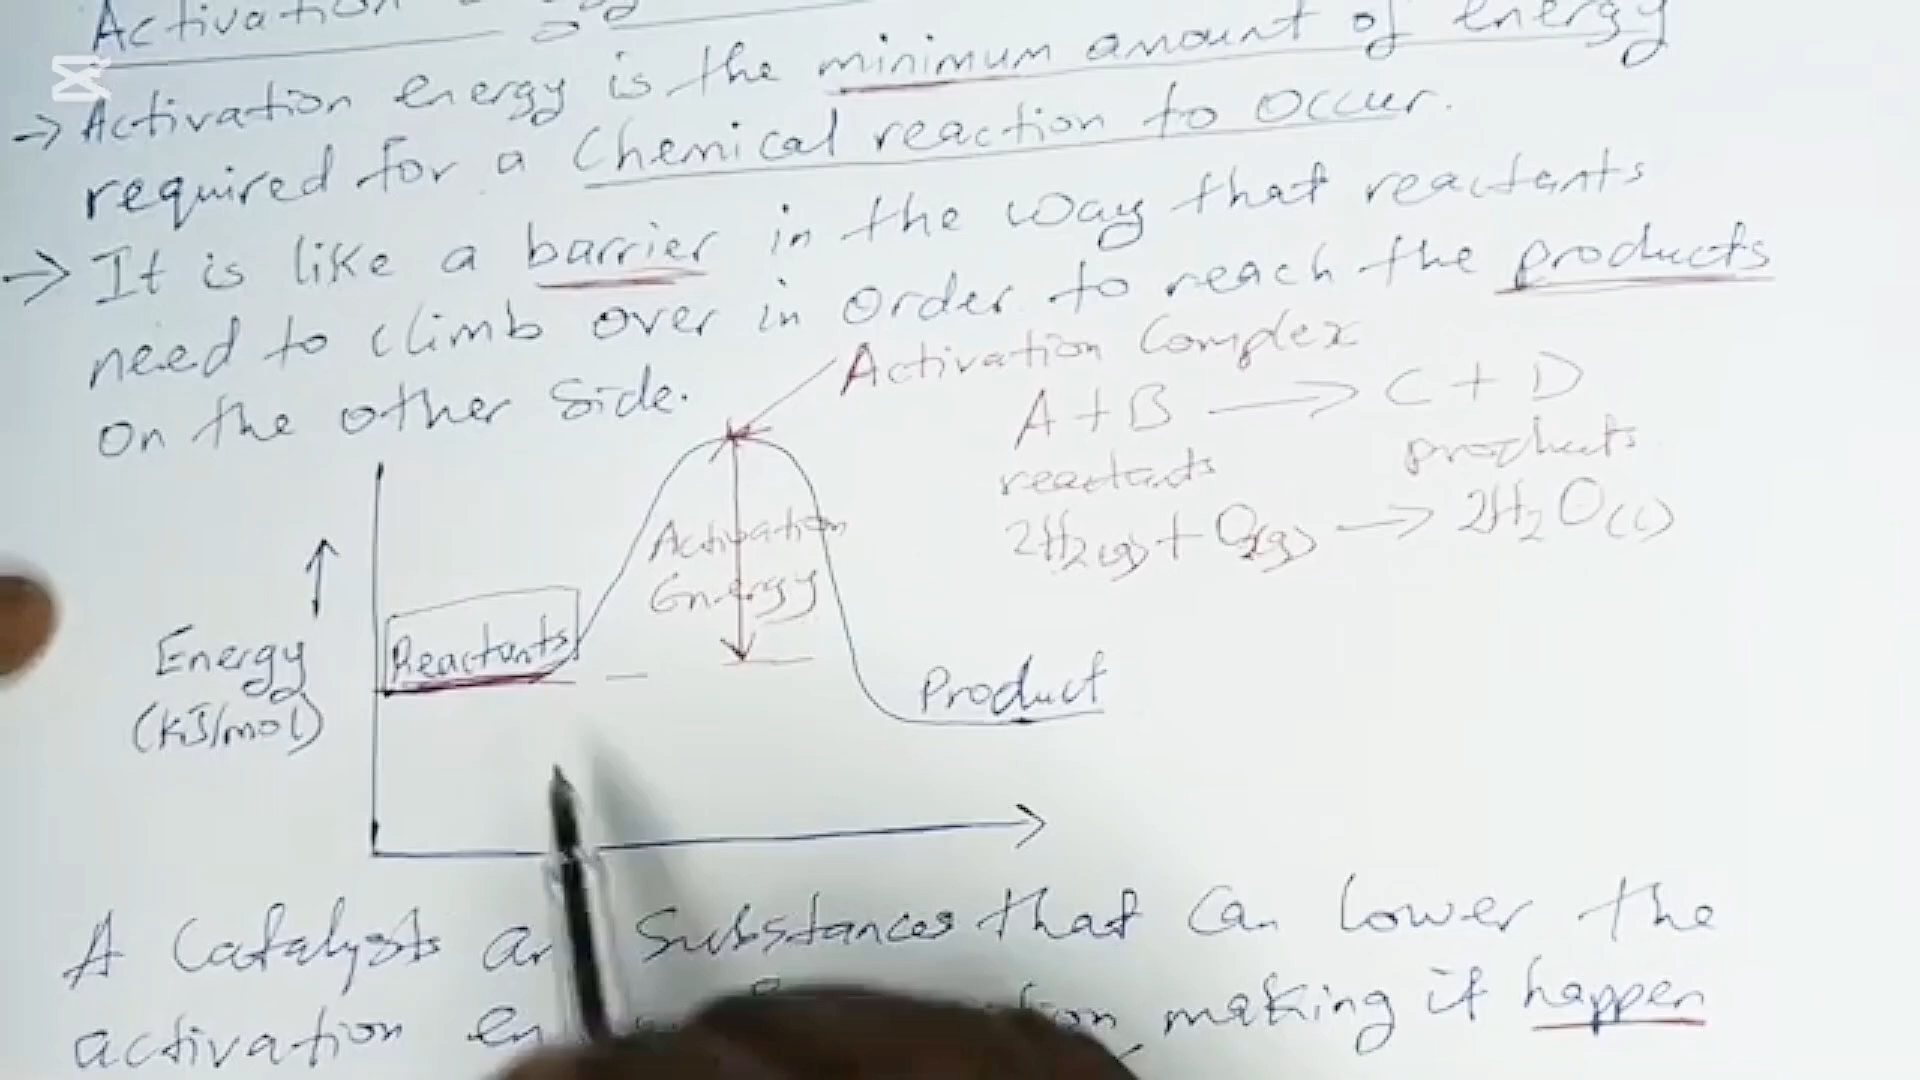 Activation
→ Activation energy is the minimum amount of energy
required for a Chemical reaction to occur.
→ It is like a barrier in the way that reactants
need to climb over in order to reach the products
on the other side.
Activation Complex
A + B → C + D
reactants products
2H2(g) + O2(g) → 2H2O(l)
Activation
Energy
Reactants
Energy
(KJ/mol)
Product
A Catalysts substances that can lower the
activation making it happen